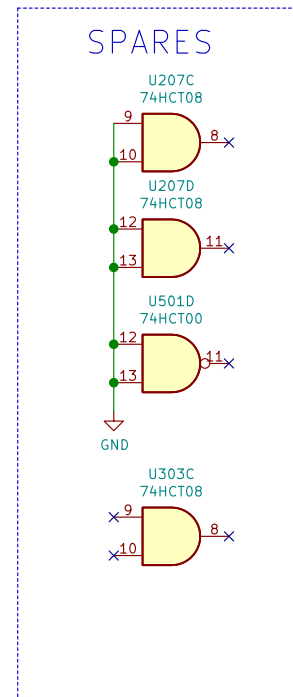 SPARES
U207C
74HCT08
9
8
10
U207D
74HCT08
12
11
13
U501D
74HCT00
12
11
13
GND
U303C
74HCT08
9
8
10